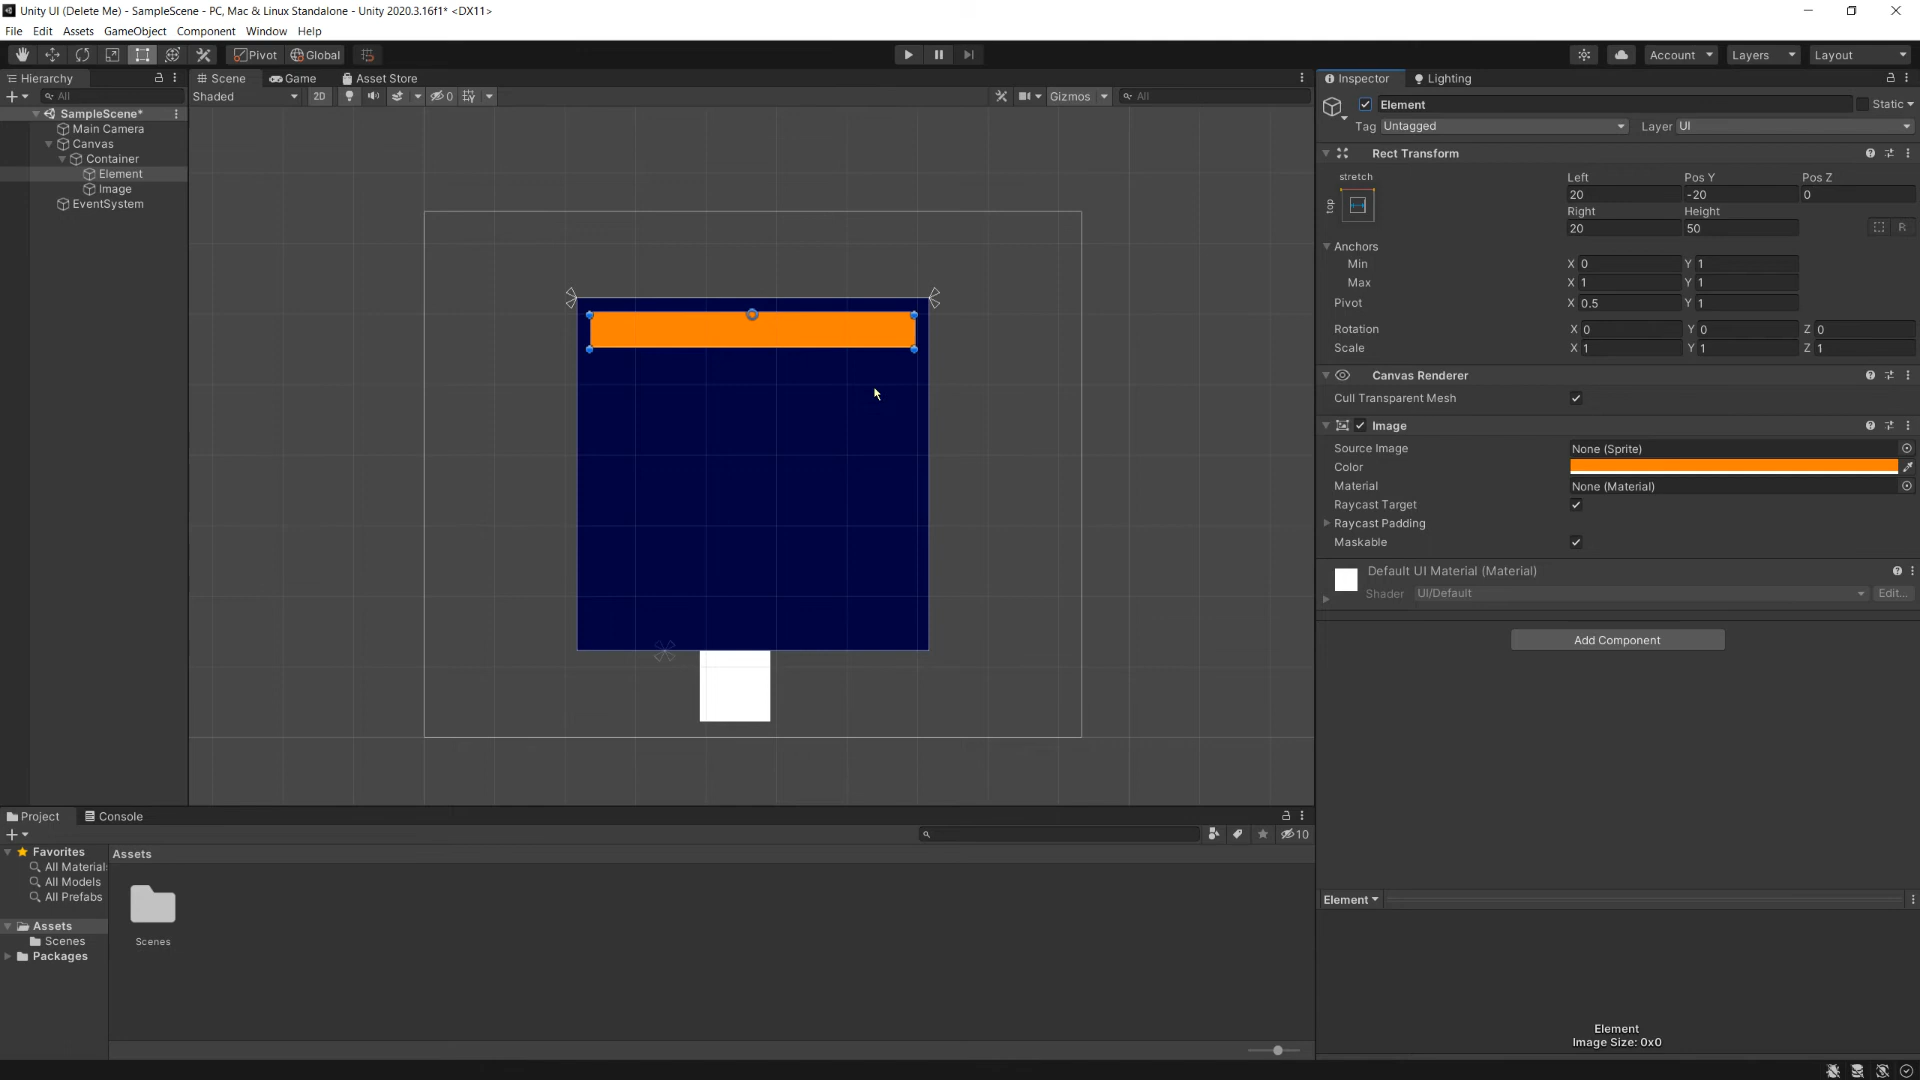 Unity UI (Delete Me) - SampleScene - PC, Mac & Linux Standalone - Unity 2020.3.16f1* <DX11>
File Edit Assets GameObject Component Window Help
Pivot Global Account Layers Layout
Hierarchy Scene Game Asset Store Inspector Lighting
All Shaded 2D 0 Gizmos All
SampleScene*
Main Camera
Canvas
Container
Element
Image
EventSystem
Element Static
Tag Untagged Layer UI
Rect Transform
stretch Left Pos Y Pos Z
top 20 -20 0
Right Height
20 50 R
Anchors
Min X 0 Y 1
Max X 1 Y 1
Pivot X 0.5 Y 1
Rotation X 0 Y 0 Z 0
Scale X 1 Y 1 Z 1
Canvas Renderer
Cull Transparent Mesh
Image
Source Image None (Sprite)
Color
Material None (Material)
Raycast Target
Raycast Padding
Maskable
Default UI Material (Material)
Shader UI/Default Edit...
Add Component
Project Console
10
Favorites
All Materials
All Models
All Prefabs
Assets
Scenes
Packages
Assets
Scenes
Element
Element
Image Size: 0x0